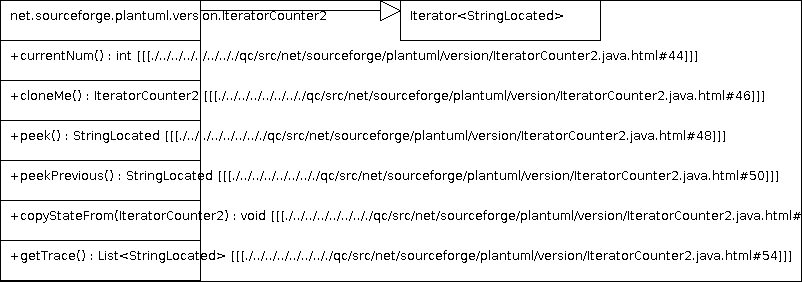 net.sourceforge.plantuml.version.IteratorCounter2
Iterator<StringLocated>
+currentNum() : int [[[./../../../../../../../qc/src/net/sourceforge/plantuml/version/IteratorCounter2.java.html#44]]]
+cloneMe() : IteratorCounter2 [[[./../../../../../../../qc/src/net/sourceforge/plantuml/version/IteratorCounter2.java.html#46]]]
+peek() : StringLocated [[[./../../../../../../../qc/src/net/sourceforge/plantuml/version/IteratorCounter2.java.html#48]]]
+peekPrevious() : StringLocated [[[./../../../../../../../qc/src/net/sourceforge/plantuml/version/IteratorCounter2.java.html#50]]]
+copyStateFrom(IteratorCounter2) : void [[[./../../../../../../../qc/src/net/sourceforge/plantuml/version/IteratorCounter2.java.html#
+getTrace() : List<StringLocated> [[[./../../../../../../../qc/src/net/sourceforge/plantuml/version/IteratorCounter2.java.html#54]]]